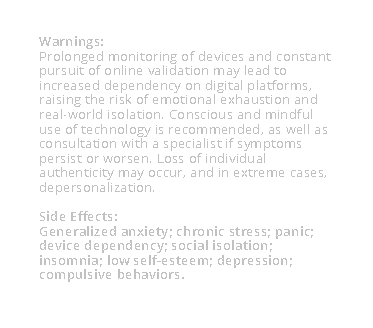 Warnings:
Prolonged monitoring of devices and constant
pursuit of online validation may lead to
increased dependency on digital platforms,
raising the risk of emotional exhaustion and
real-world isolation. Conscious and mindful
use of technology is recommended, as well as
consultation with a specialist if symptoms
persist or worsen. Loss of individual
authenticity may occur, and in extreme cases,
depersonalization.

Side Effects:
Generalized anxiety; chronic stress; panic;
device dependency; social isolation;
insomnia; low self-esteem; depression;
compulsive behaviors.